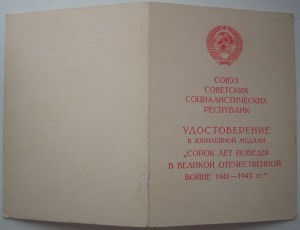 СОЮЗ
СОВЕТСКИХ
СОЦИАЛИСТИЧЕСКИХ
РЕСПУБЛИК
УДОСТОВЕРЕНИЕ
К ЮБИЛЕЙНОЙ МЕДАЛИ
„СОРОК ЛЕТ ПОБЕДЫ
В ВЕЛИКОЙ ОТЕЧЕСТВЕННОЙ
ВОЙНЕ 1941—1945 гг."